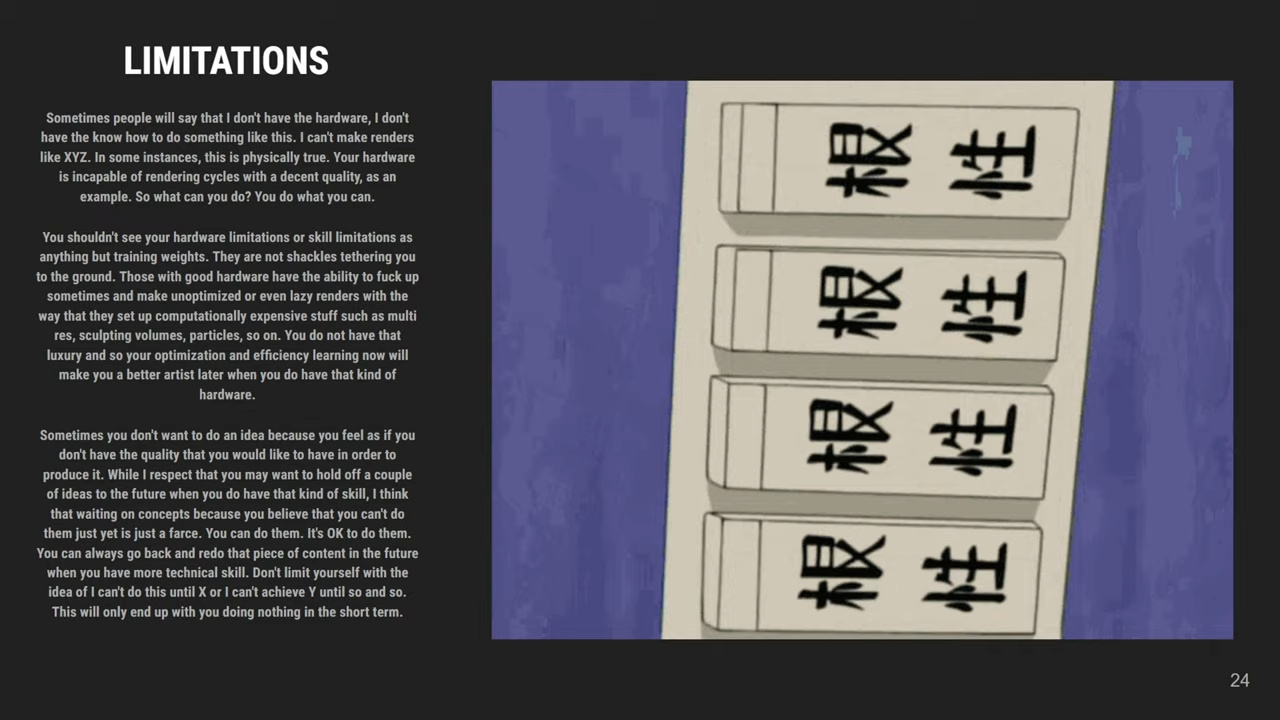 LIMITATIONS
Sometimes people will say that I don't have the hardware, I don't
have the know how to do something like this. I can't make renders
like XYZ. In some instances, this is physically true. Your hardware
is incapable of rendering cycles with a decent quality, as an
example. So what can you do? You do what you can.
You shouldn't see your hardware limitations or skill limitations as
anything but training weights. They are not shackles tethering you
to the ground. Those with good hardware have the ability to fuck up
sometimes and make unoptimized or even lazy renders with the
way that they set up computationally expensive stuff such as multi
res, sculpting volumes, particles, so on. You do not have that
luxury and so your optimization and efficiency learning now will
make you a better artist later when you do have that kind of
hardware.
Sometimes you don't want to do an idea because you feel as if you
don't have the quality that you would like to have in order to
produce it. While I respect that you may want to hold off a couple
of ideas to the future when you do have that kind of skill, I think
that waiting on concepts because you believe that you can't do
them just yet is just a farce. You can do them. It's OK to do them.
You can always go back and redo that piece of content in the future
when you have more technical skill. Don't limit yourself with the
idea of I can't do this until X or I can't achieve Y until so and so.
This will only end up with you doing nothing in the short term.
根性
根性
根性
根性
24